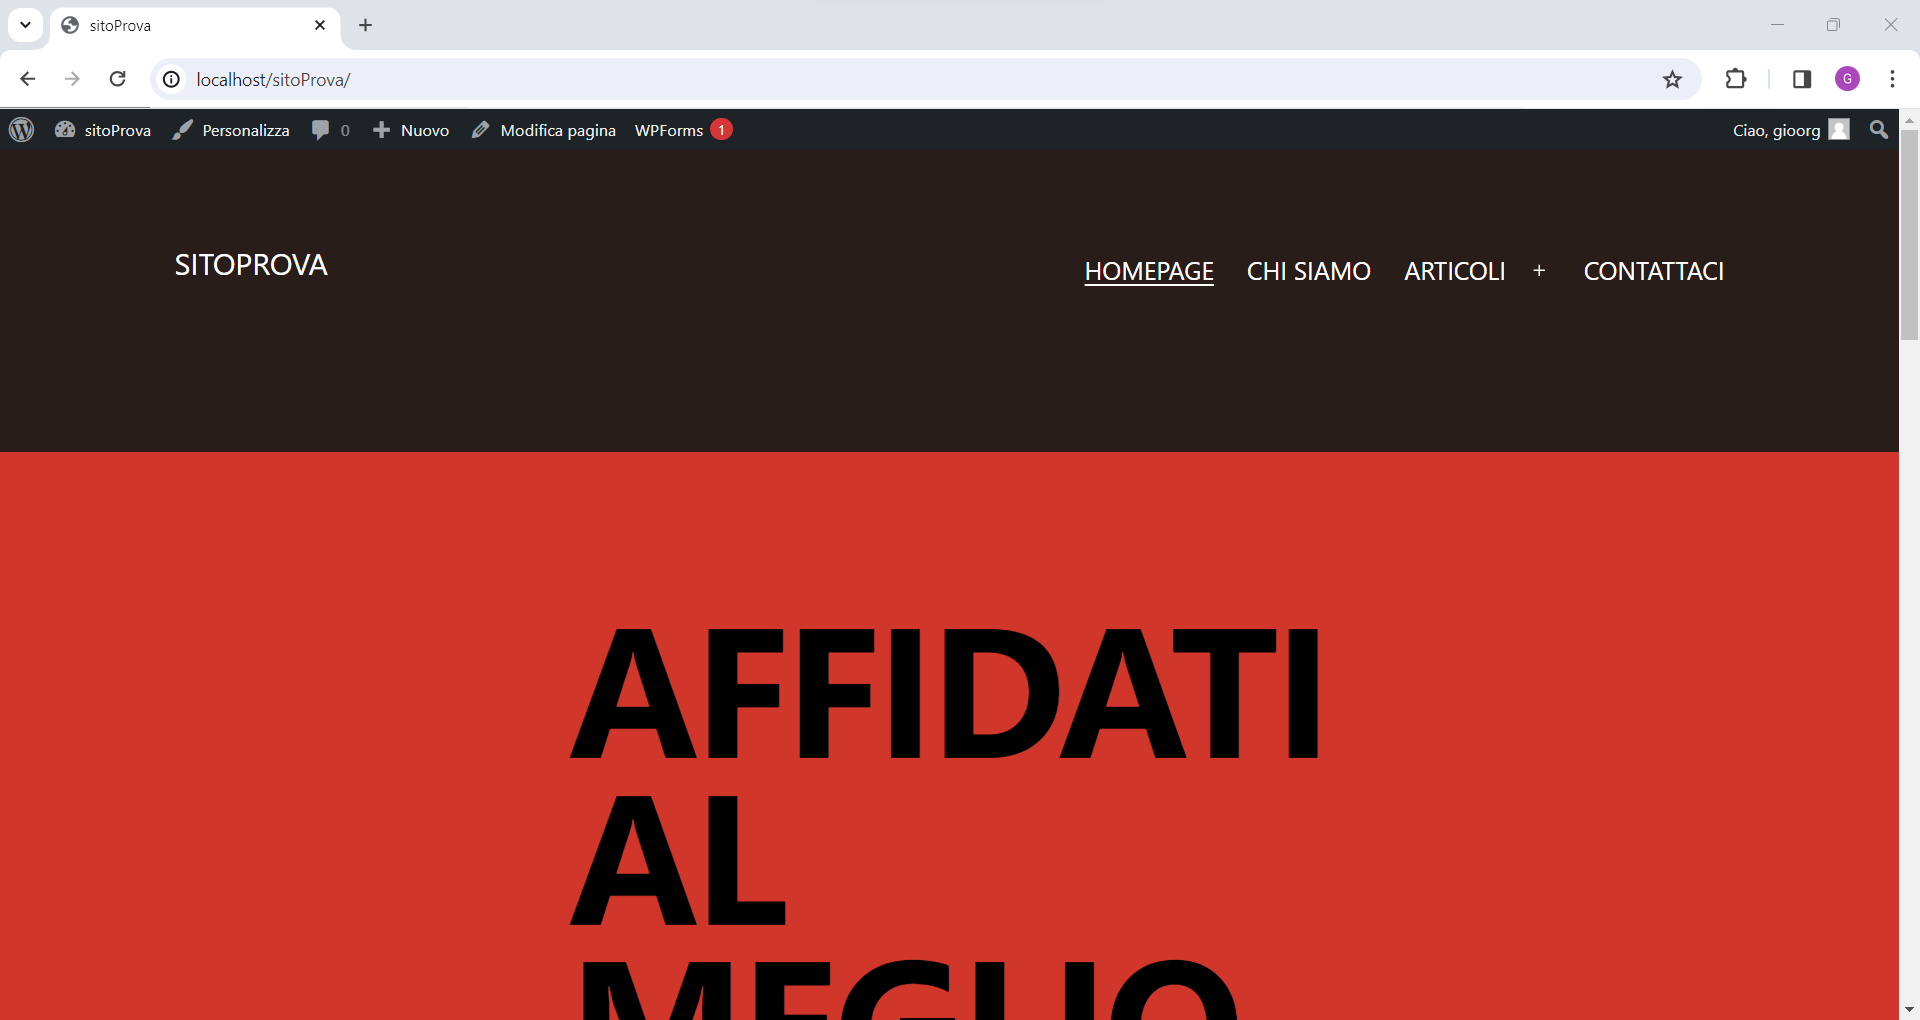 sitoProva
localhost/sitoProva/
G
sitoProva Personalizza 0 Nuovo Modifica pagina WPForms 1 Ciao, gioorg
SITOPROVA
HOMEPAGE CHI SIAMO ARTICOLI + CONTATTACI
AFFIDATI
AL
MEGLIO